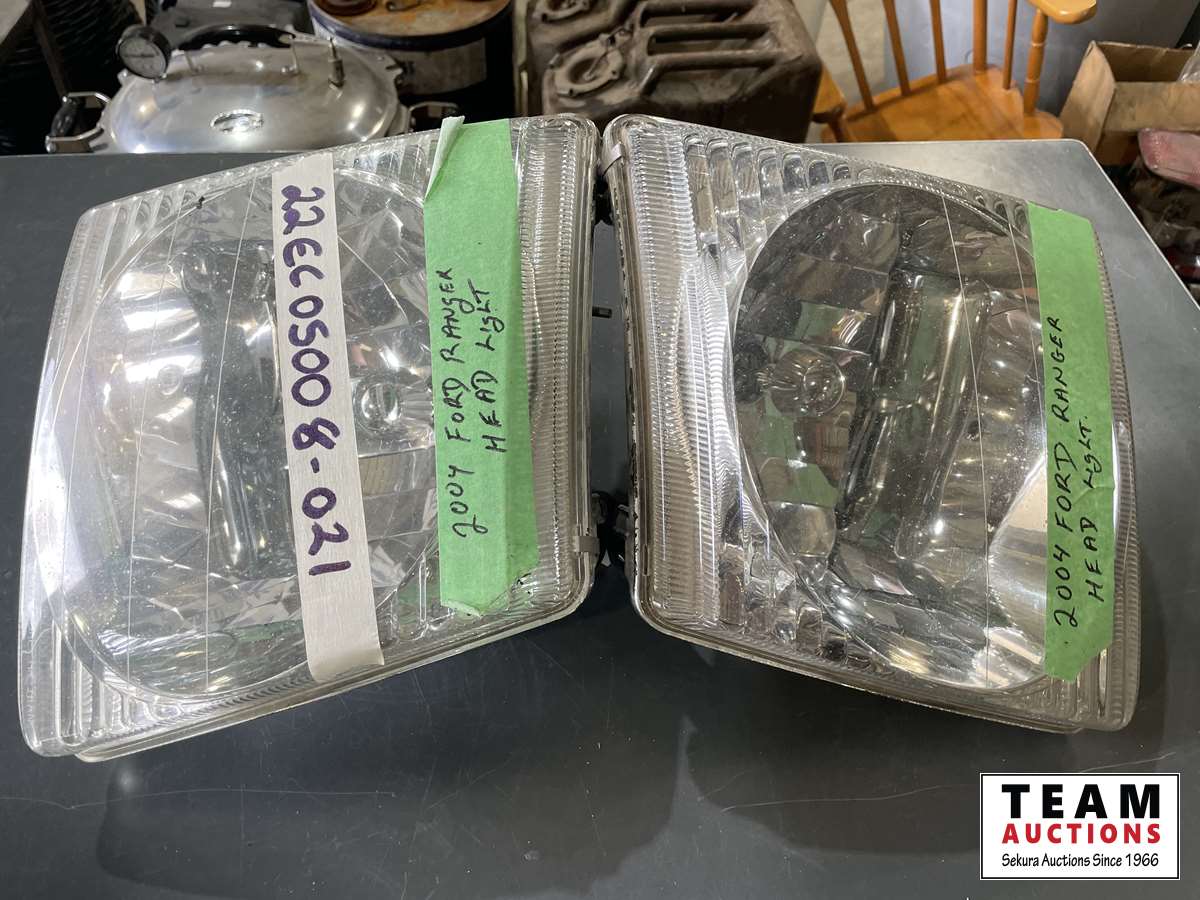 22EC05008-021
2004 FORD RANGER
HEAD LighT
2004 FORD RANGER
HEAD LighT
TEAM
AUCTIONS
Sekura Auctions Since 1966